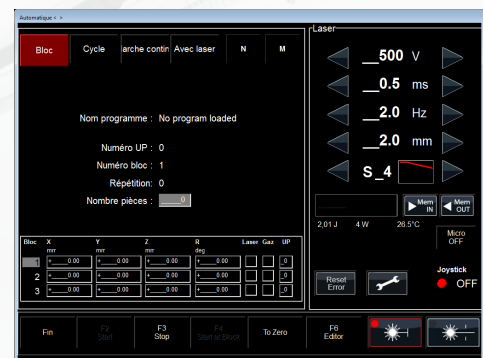 Automatique < >
Bloc Cycle arche contin Avec laser N M
Nom programme : No program loaded
Numéro UP : 0
Numéro bloc : 1
Répétition: 0
Nombre pièces : ____0
Bloc X Y Z R Laser Gaz UP
mm mm mm deg
1 +____0.00 +____0.00 +____0.00 +____0.00 _0
2 +____0.00 +____0.00 +____0.00 +____0.00 _0
3 +____0.00 +____0.00 +____0.00 +____0.00 _0
Laser
__500 V
__0.5 ms
__2.0 Hz
__2.0 mm
S_4
Mem IN Mem OUT
2,01 J 4 W 26.5°C
Micro
OFF
Reset
Error
Joystick
OFF
Fin F2 Start F3 Stop F4 Start at Block To Zero F6 Editor